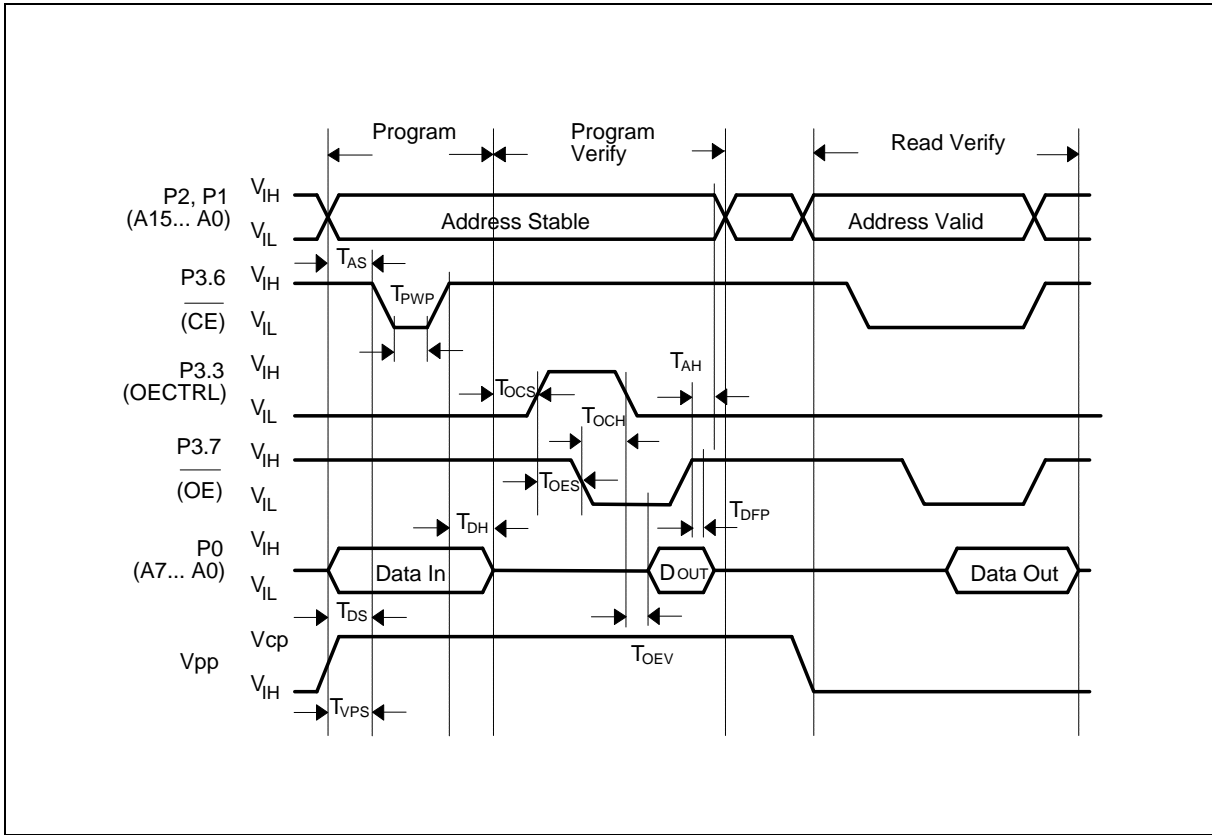 Program
Program
Verify
Read Verify
P2, P1
(A15... A0)
VIH
VIL
Address Stable
Address Valid
TAS
P3.6
(CE)
VIH
VIL
TPWP
P3.3
(OECTRL)
VIH
VIL
TOCS
TAH
TOCH
P3.7
(OE)
VIH
VIL
TOES
TDFP
TDH
P0
(A7... A0)
VIH
VIL
Data In
DOUT
Data Out
TDS
Vpp
Vcp
VIH
TOEV
TVPS